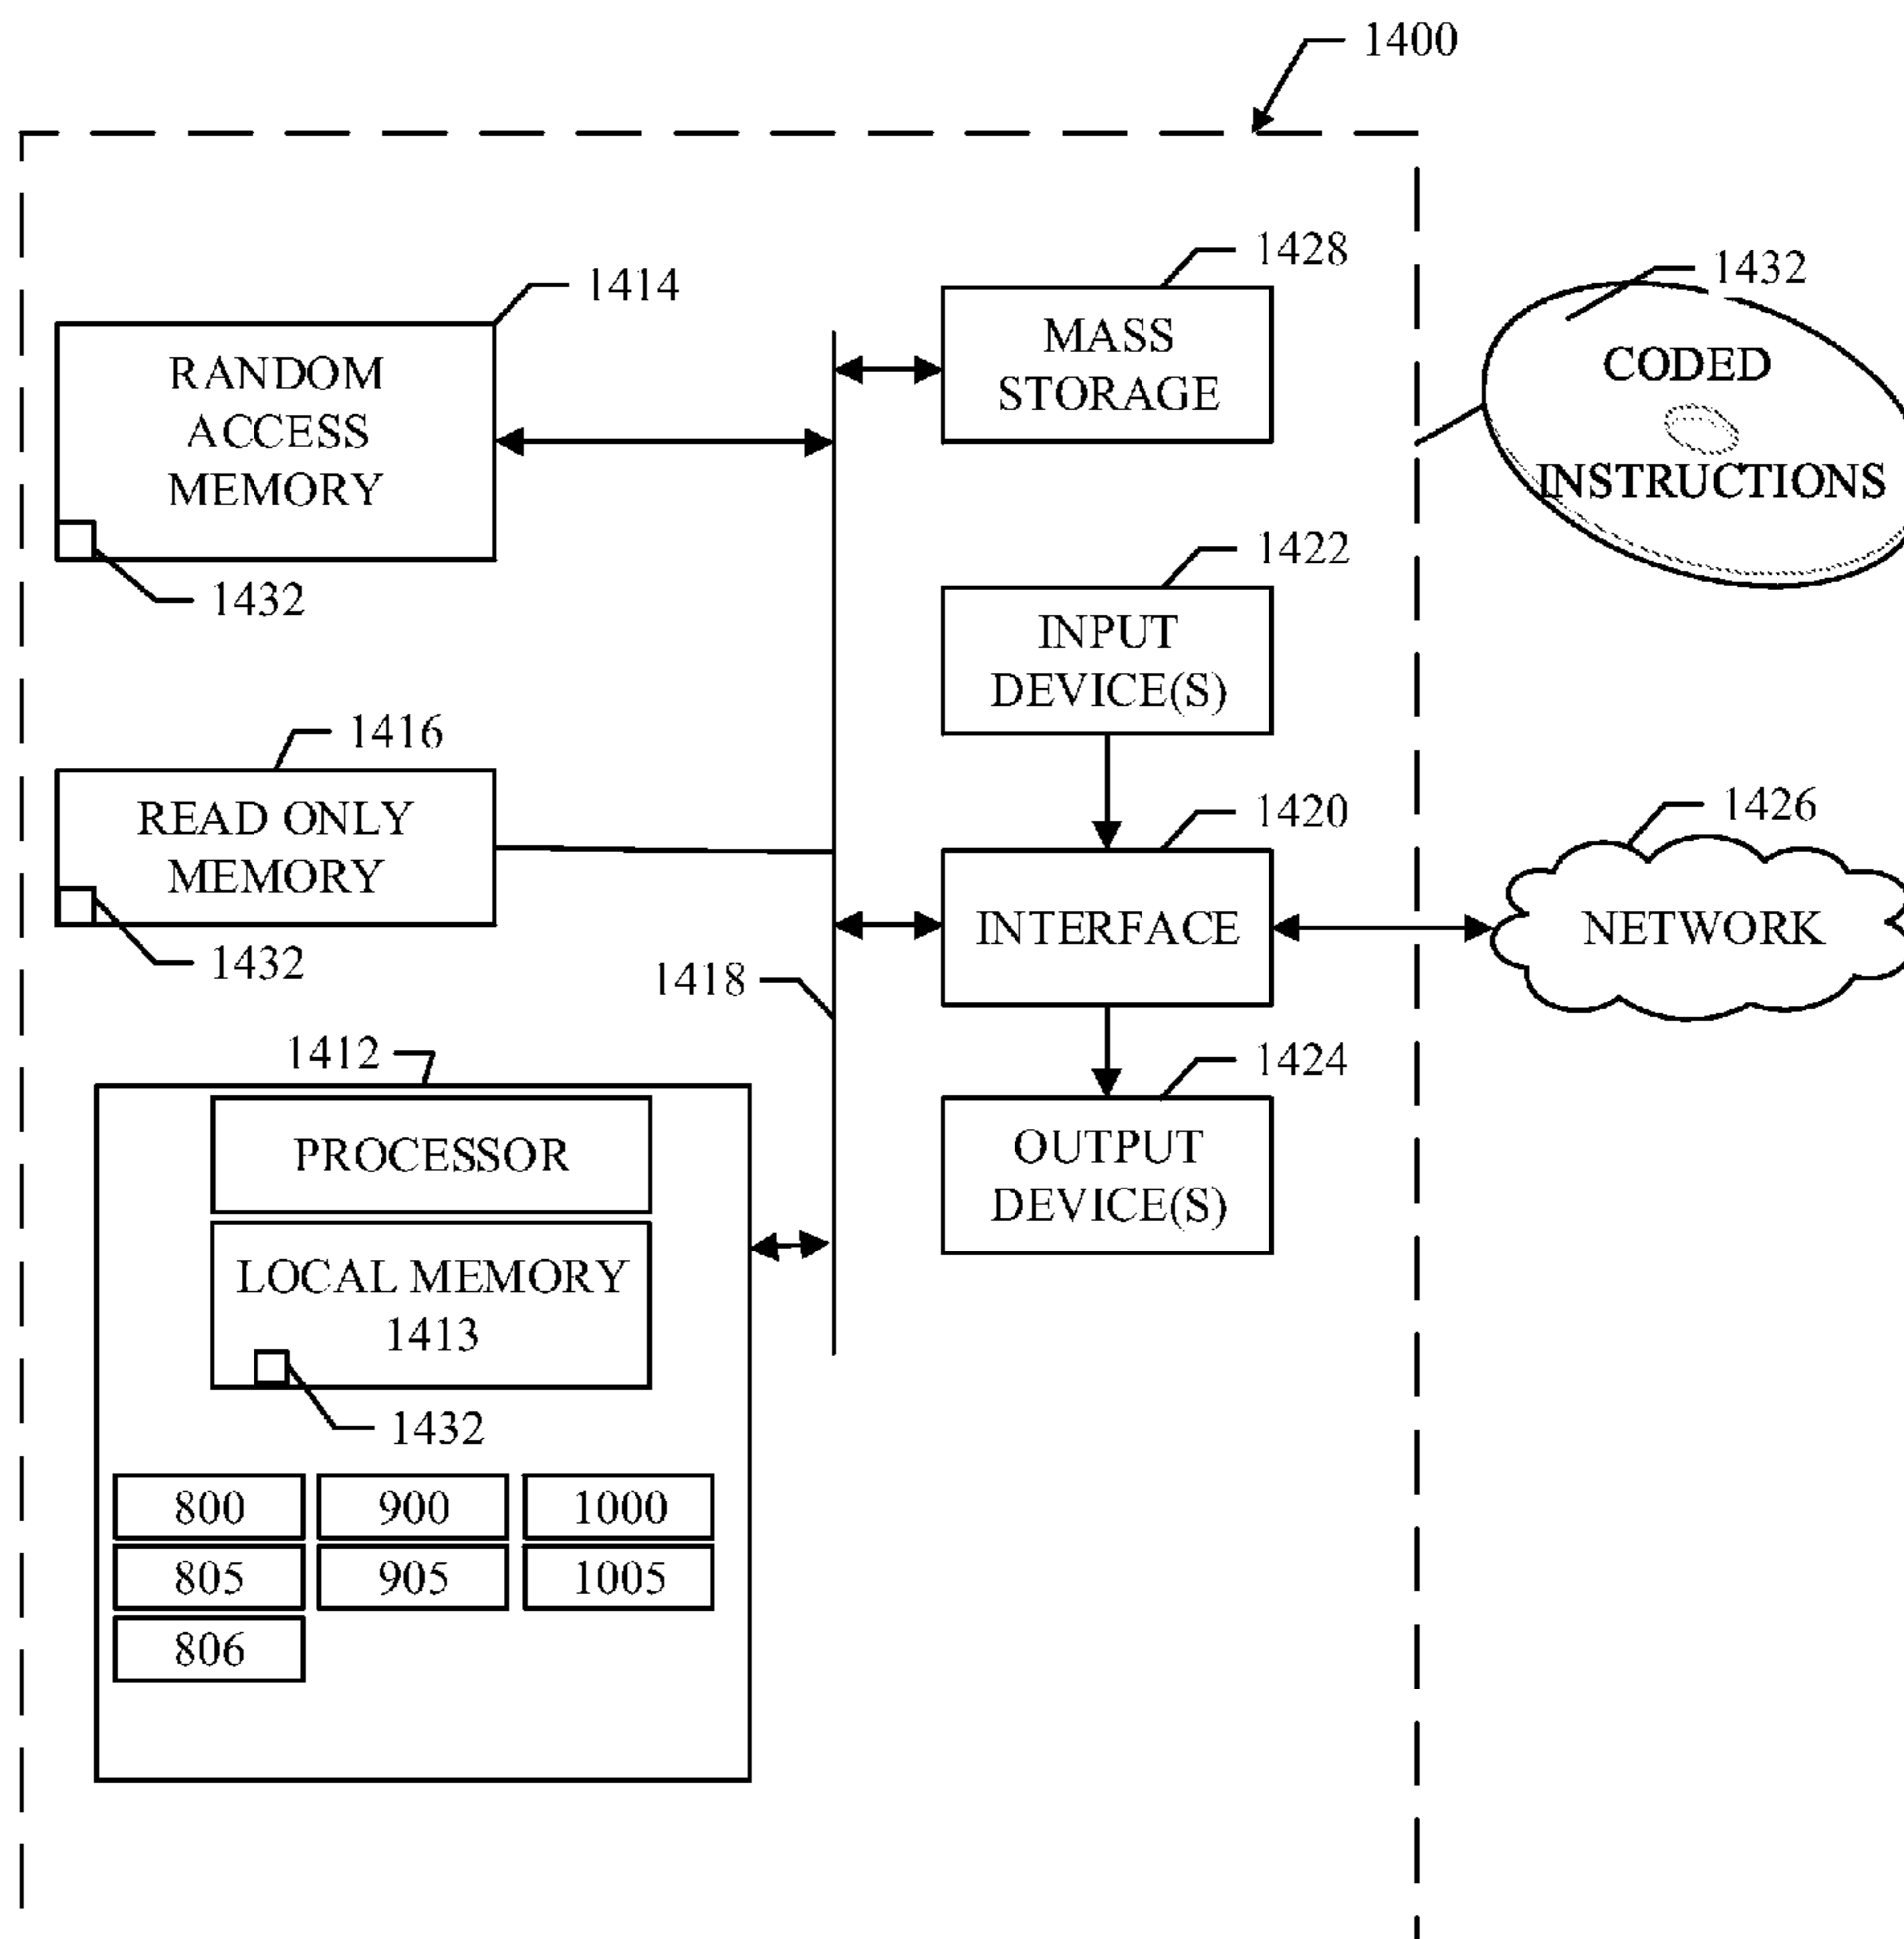 1400
1428
MASS
STORAGE
1432
CODED
INSTRUCTIONS
1414
RANDOM
ACCESS
MEMORY
1432
1422
INPUT
DEVICE(S)
1416
READ ONLY
MEMORY
1432
1420
INTERFACE
1426
NETWORK
1418
1424
OUTPUT
DEVICE(S)
1412
PROCESSOR
LOCAL MEMORY
1413
1432
800 900 1000
805 905 1005
806